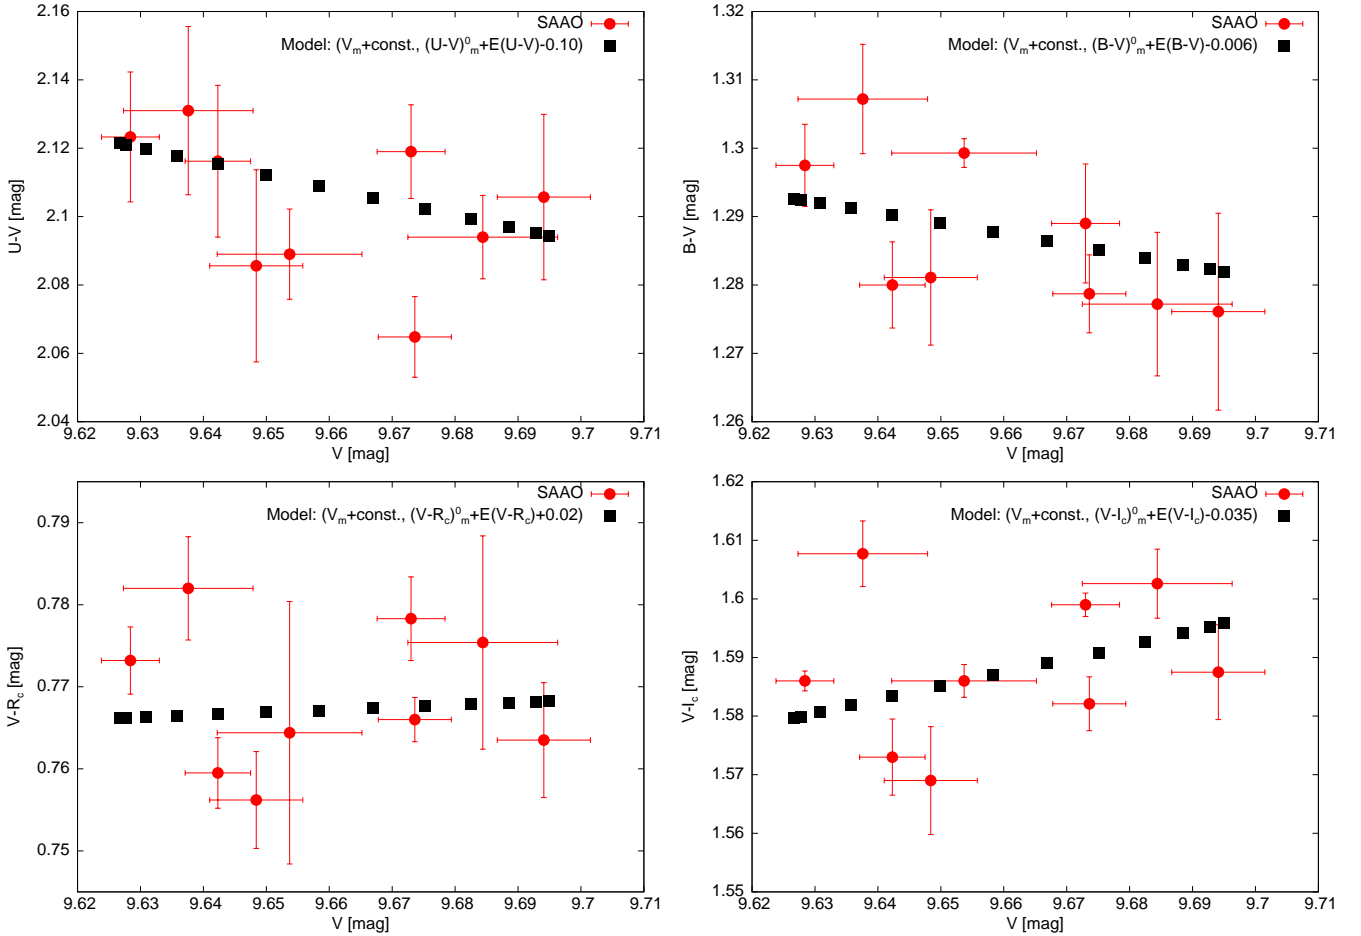 2.16
2.14
2.12
2.1
2.08
2.06
2.04
U-V [mag]
SAAO
Model: (Vm+const., (U-V)0m+E(U-V)-0.10)
9.62 9.63 9.64 9.65 9.66 9.67 9.68 9.69 9.7 9.71
V [mag]
1.32
1.31
1.3
1.29
1.28
1.27
1.26
B-V [mag]
SAAO
Model: (Vm+const., (B-V)0m+E(B-V)-0.006)
9.62 9.63 9.64 9.65 9.66 9.67 9.68 9.69 9.7 9.71
V [mag]
0.79
0.78
0.77
0.76
0.75
V-Rc [mag]
SAAO
Model: (Vm+const., (V-Rc)0m+E(V-Rc)+0.02)
9.62 9.63 9.64 9.65 9.66 9.67 9.68 9.69 9.7 9.71
V [mag]
1.62
1.61
1.6
1.59
1.58
1.57
1.56
1.55
V-Ic [mag]
SAAO
Model: (Vm+const., (V-Ic)0m+E(V-Ic)-0.035)
9.62 9.63 9.64 9.65 9.66 9.67 9.68 9.69 9.7 9.71
V [mag]